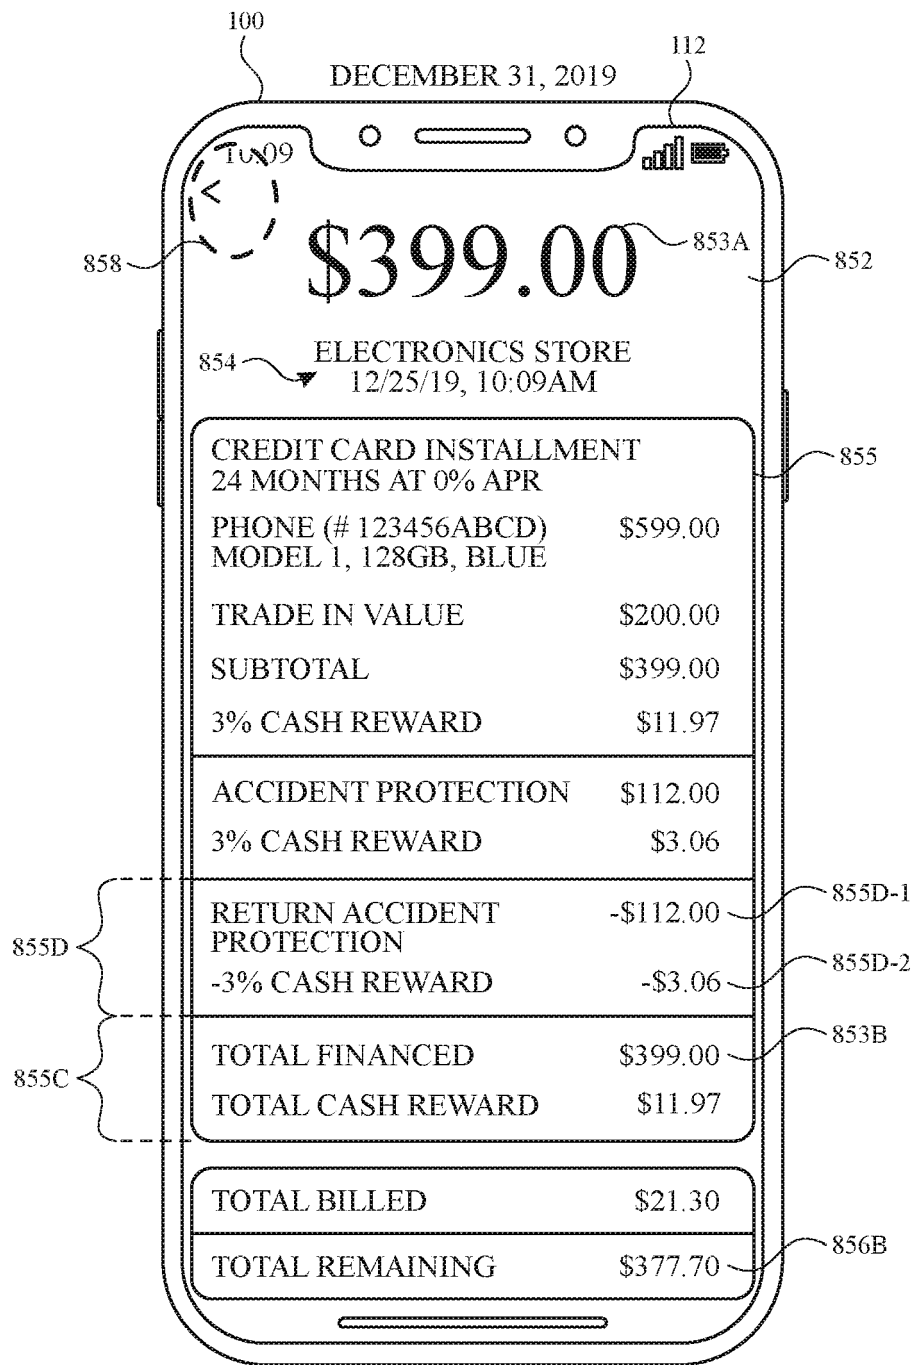 100
112
DECEMBER 31, 2019
10:09
<
858
$399.00
853A
852
854
ELECTRONICS STORE
12/25/19, 10:09AM
CREDIT CARD INSTALLMENT
855
24 MONTHS AT 0% APR
PHONE (# 123456ABCD) $599.00
MODEL 1, 128GB, BLUE
TRADE IN VALUE $200.00
SUBTOTAL $399.00
3% CASH REWARD $11.97
ACCIDENT PROTECTION $112.00
3% CASH REWARD $3.06
855D-1
RETURN ACCIDENT -$112.00
PROTECTION
855D
855D-2
-3% CASH REWARD -$3.06
853B
TOTAL FINANCED $399.00
855C
TOTAL CASH REWARD $11.97
TOTAL BILLED $21.30
856B
TOTAL REMAINING $377.70